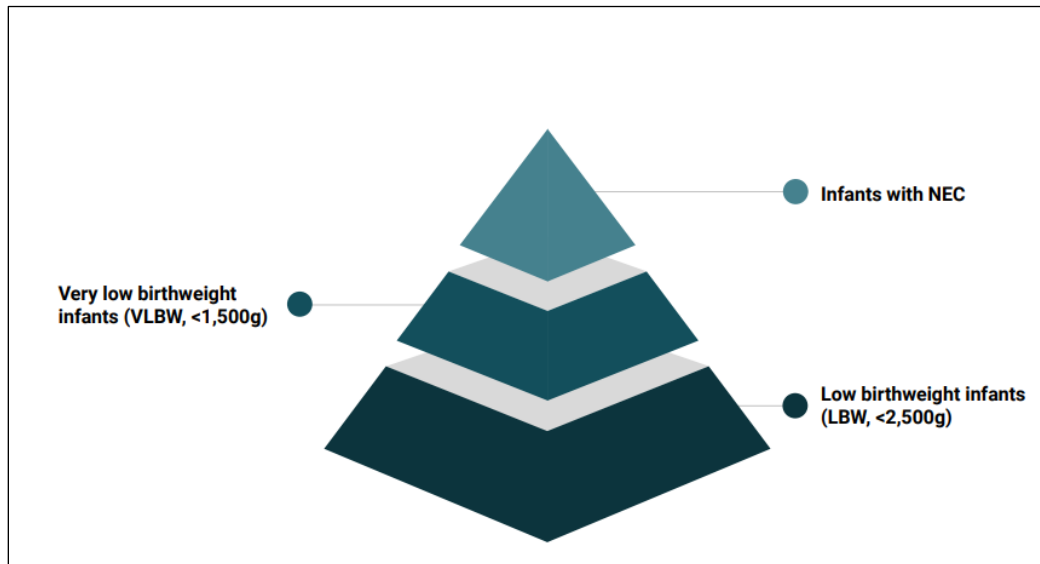 Infants with NEC
Very low birthweight
infants (VLBW, <1,500g)
Low birthweight infants
(LBW, <2,500g)